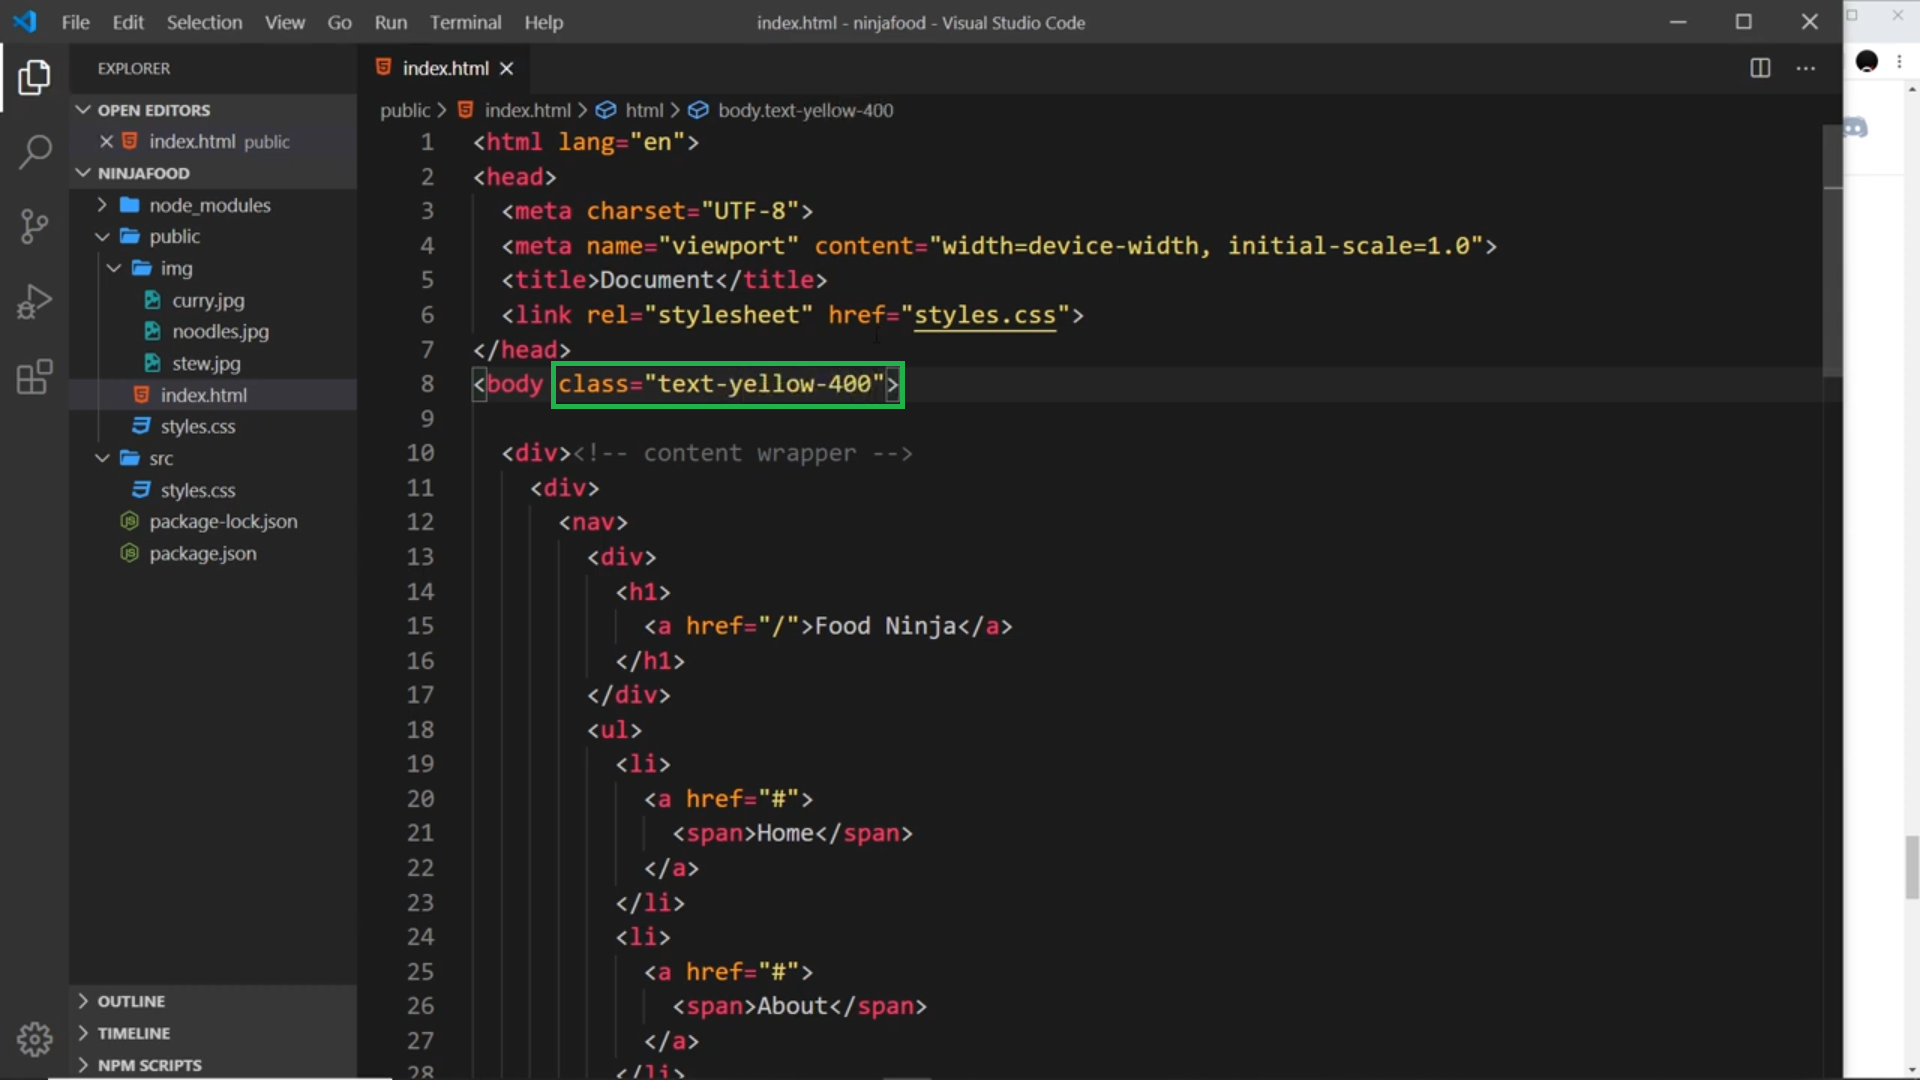 File Edit Selection View Go Run Terminal Help
index.html - ninjafood - Visual Studio Code
EXPLORER
OPEN EDITORS
index.html public
NINJAFOOD
node_modules
public
img
curry.jpg
noodles.jpg
stew.jpg
index.html
styles.css
src
styles.css
package-lock.json
package.json
OUTLINE
TIMELINE
NPM SCRIPTS
index.html
public > index.html > html > body.text-yellow-400
1 <html lang="en">
2 <head>
3 <meta charset="UTF-8">
4 <meta name="viewport" content="width=device-width, initial-scale=1.0">
5 <title>Document</title>
6 <link rel="stylesheet" href="styles.css">
7 </head>
8 <body class="text-yellow-400">
9
10 <div><!-- content wrapper -->
11 <div>
12 <nav>
13 <div>
14 <h1>
15 <a href="/">Food Ninja</a>
16 </h1>
17 </div>
18 <ul>
19 <li>
20 <a href="#">
21 <span>Home</span>
22 </a>
23 </li>
24 <li>
25 <a href="#">
26 <span>About</span>
27 </a>
28 </li>